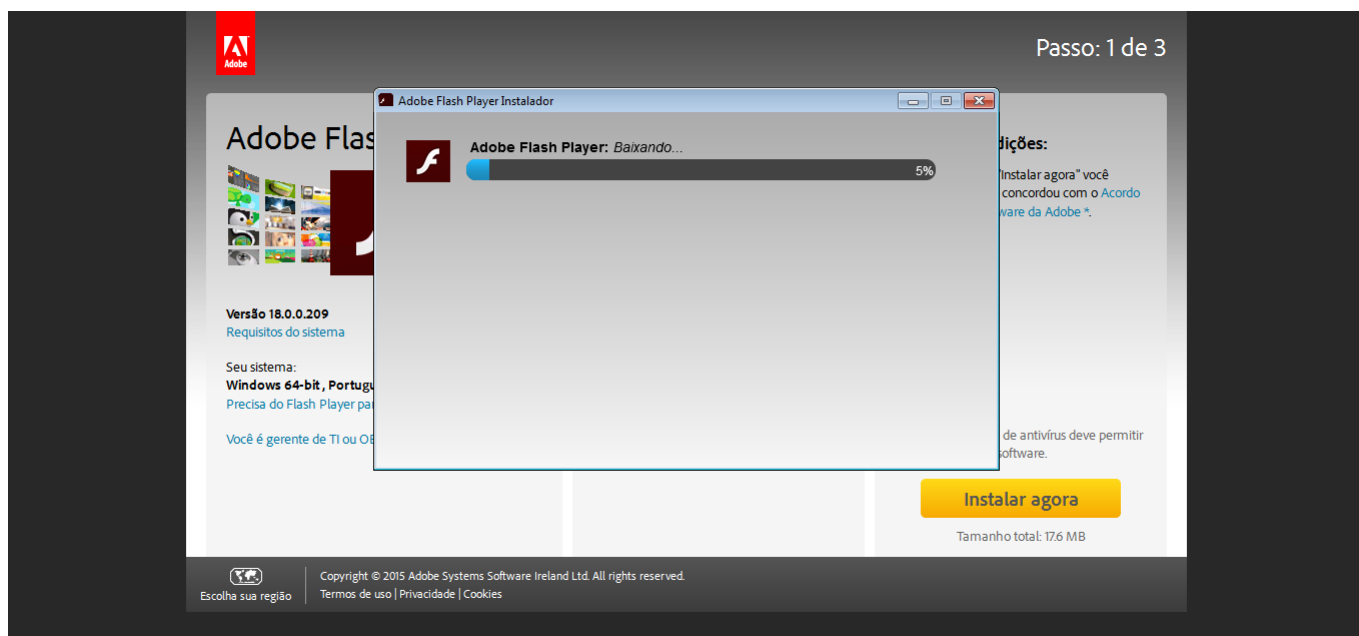 Adobe
Passo: 1 de 3
Adobe Flash Player Instalador
Adobe Flash Player: Baixando...
5%
Adobe Flas
Versão 18.0.0.209
Requisitos do sistema
Seu sistema:
Windows 64-bit, Portugu
Precisa do Flash Player par
Você é gerente de TI ou OE
dições:
"Instalar agora" você
concordou com o Acordo
ware da Adobe *.
de antivírus deve permitir
software.
Instalar agora
Tamanho total: 17.6 MB
Escolha sua região
Copyright © 2015 Adobe Systems Software Ireland Ltd. All rights reserved.
Termos de uso | Privacidade | Cookies